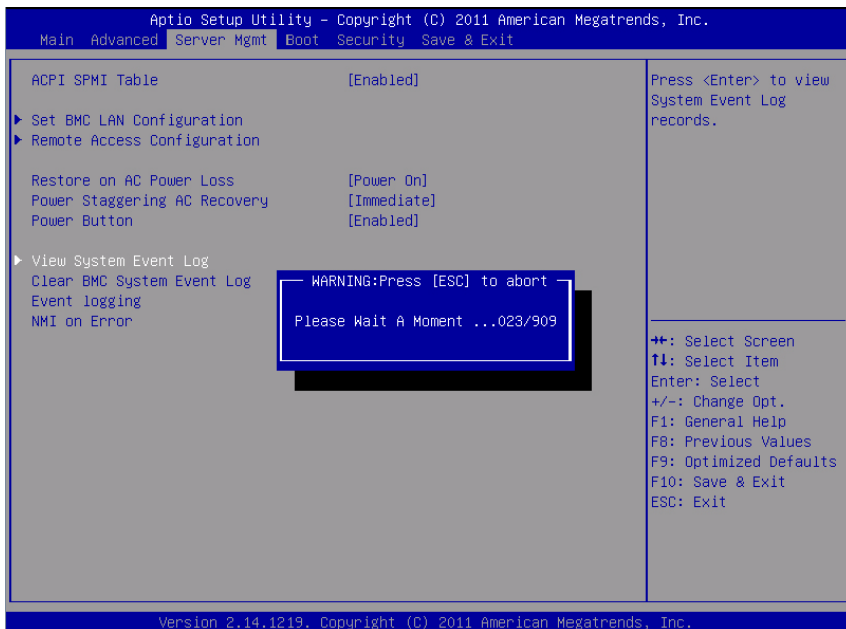 Aptio Setup Utility – Copyright (C) 2011 American Megatrends, Inc.
Main Advanced Server Mgmt Boot Security Save & Exit
ACPI SPMI Table [Enabled]
Set BMC LAN Configuration
Remote Access Configuration
Restore on AC Power Loss [Power On]
Power Staggering AC Recovery [Immediate]
Power Button [Enabled]
View System Event Log
Clear BMC System Event Log
Event logging
NMI on Error
WARNING:Press [ESC] to abort
Please Wait A Moment ...023/909
Press <Enter> to view
System Event Log
records.
→←: Select Screen
↑↓: Select Item
Enter: Select
+/-: Change Opt.
F1: General Help
F8: Previous Values
F9: Optimized Defaults
F10: Save & Exit
ESC: Exit
Version 2.14.1219. Copyright (C) 2011 American Megatrends, Inc.